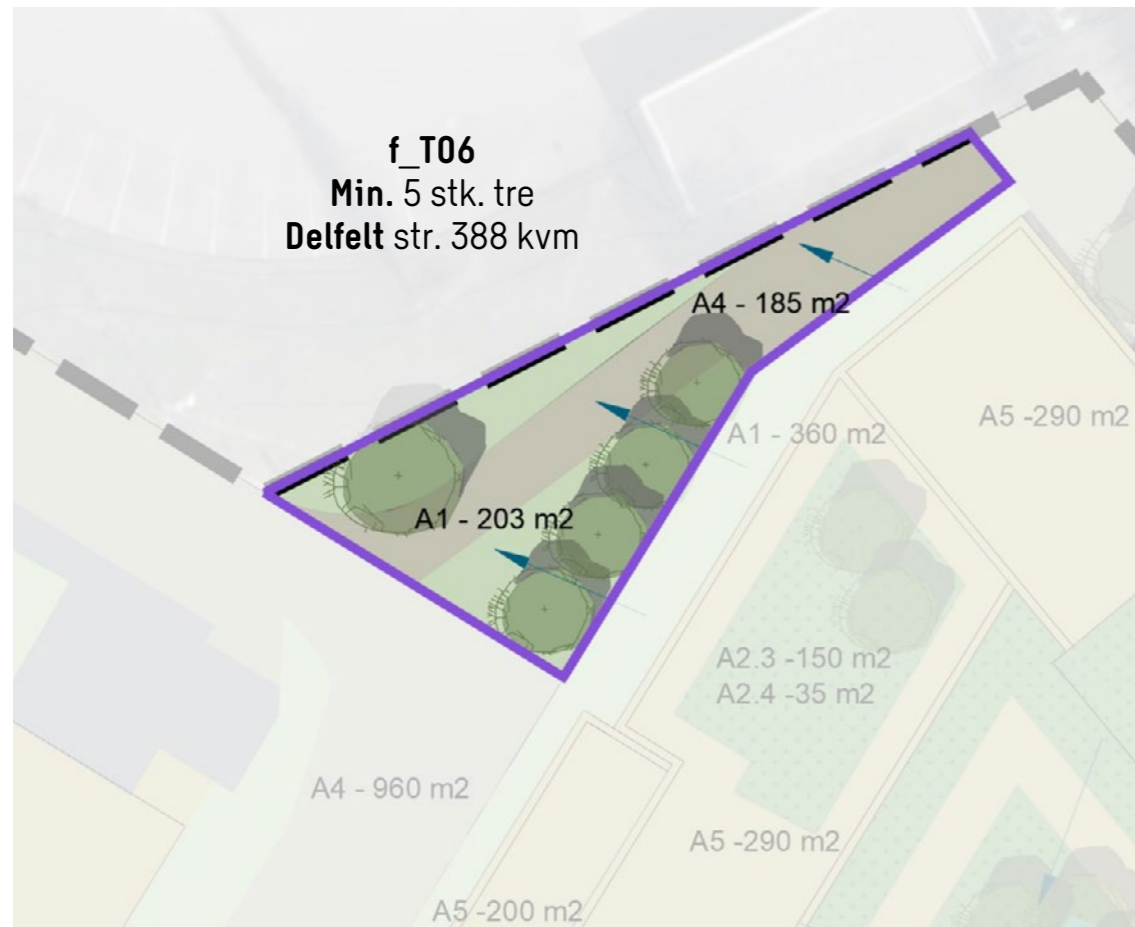 f_T06
Min. 5 stk. tre
Delfelt str. 388 kvm
A4 - 185 m2
A5 -290 m2
A1 - 360 m2
A1 - 203 m2
A2.3 -150 m2
A2.4 -35 m2
A4 - 960 m2
A5 -290 m2
A5 -200 m2